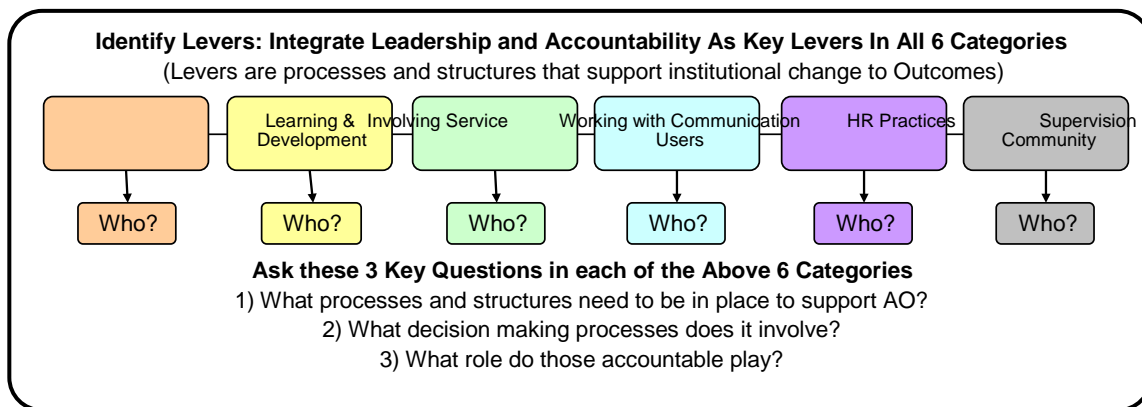 Identify Levers: Integrate Leadership and Accountability As Key Levers In All 6 Categories
(Levers are processes and structures that support institutional change to Outcomes)
Learning & Involving Service Working with Communication HR Practices Supervision
Development Users Community
Who? Who? Who? Who? Who? Who?
Ask these 3 Key Questions in each of the Above 6 Categories
1) What processes and structures need to be in place to support AO?
2) What decision making processes does it involve?
3) What role do those accountable play?